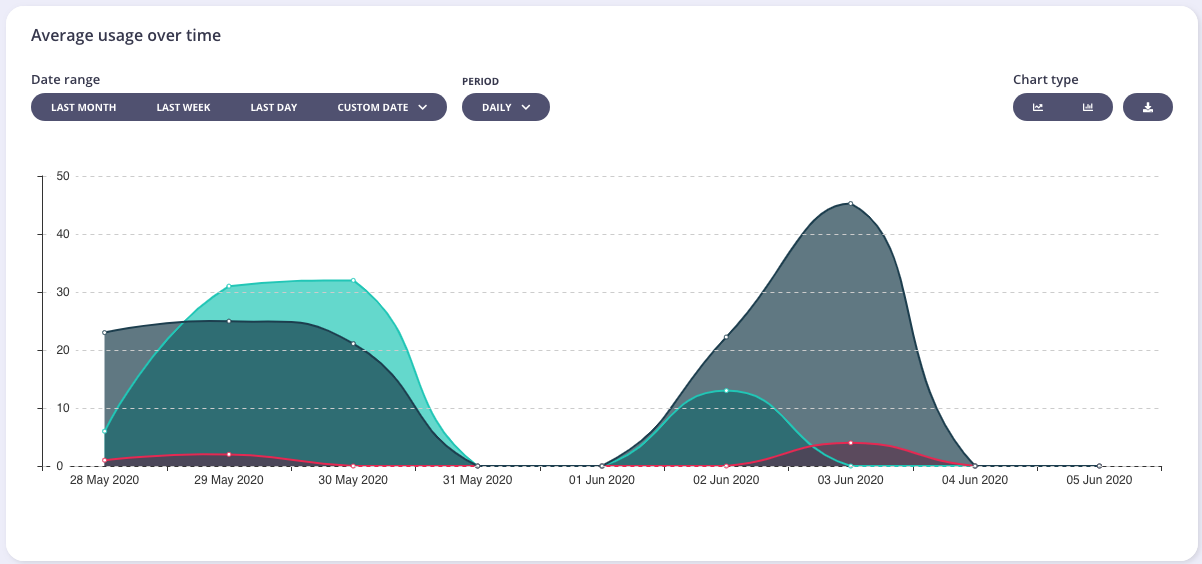 Average usage over time
Date range
PERIOD
Chart type
LAST MONTH LAST WEEK LAST DAY CUSTOM DATE DAILY
50
40
30
20
10
0
28 May 2020 29 May 2020 30 May 2020 31 May 2020 01 Jun 2020 02 Jun 2020 03 Jun 2020 04 Jun 2020 05 Jun 2020